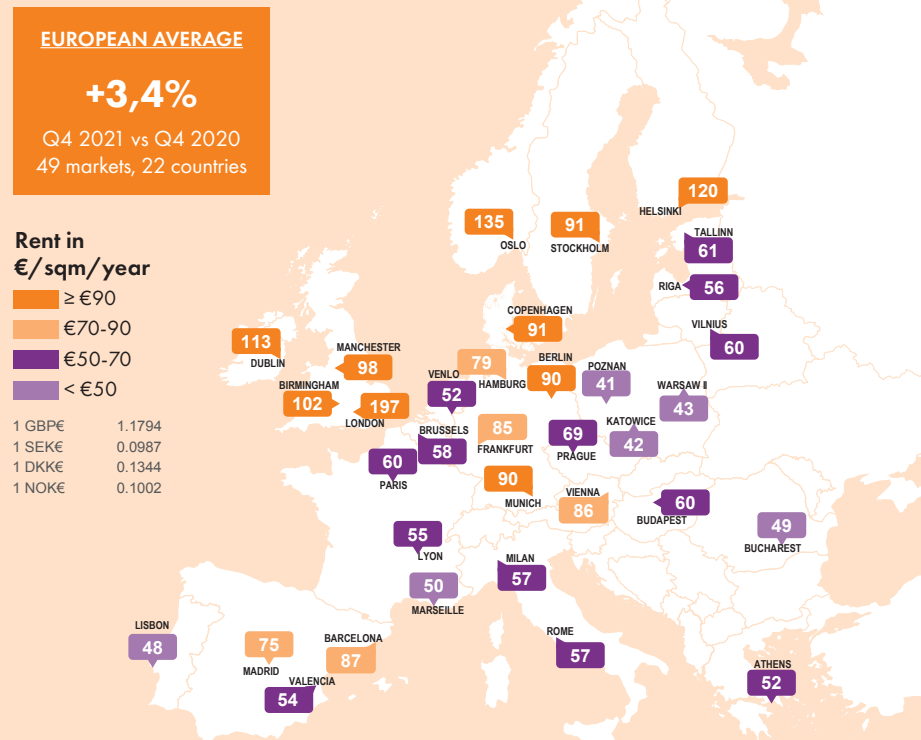 EUROPEAN AVERAGE
+3,4%
Q4 2021 vs Q4 2020
49 markets, 22 countries
Rent in
€/sqm/year
≥ €90
€70-90
€50-70
< €50
1 GBP€ 1.1794
1 SEK€ 0.0987
1 DKK€ 0.1344
1 NOK€ 0.1002
120
HELSINKI
135
OSLO
91
STOCKHOLM
TALLINN
61
RIGA
56
COPENHAGEN
91
VILNIUS
60
113
DUBLIN
MANCHESTER
98
BIRMINGHAM
102
197
LONDON
VENLO
52
79
HAMBURG
BERLIN
90
POZNAN
41
WARSAW II
43
KATOWICE
42
BRUSSELS
58
85
FRANKFURT
69
PRAGUE
60
PARIS
90
MUNICH
VIENNA
86
60
BUDAPEST
49
BUCHAREST
55
LYON
MILAN
57
50
MARSEILLE
LISBON
48
75
MADRID
BARCELONA
87
VALENCIA
54
ROME
57
ATHENS
52